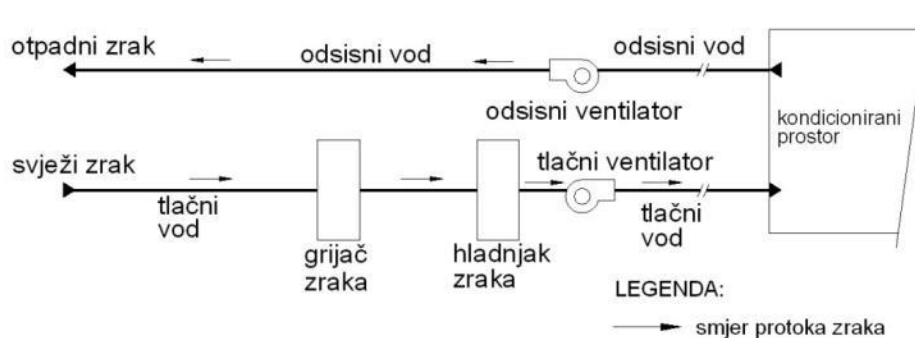 otpadni zrak
odsisni vod
odsisni vod
odsisni ventilator
kondicionirani
prostor
svježi zrak
tlačni ventilator
tlačni
vod
tlačni
vod
grijač
zraka
hladnjak
zraka
LEGENDA:
smjer protoka zraka